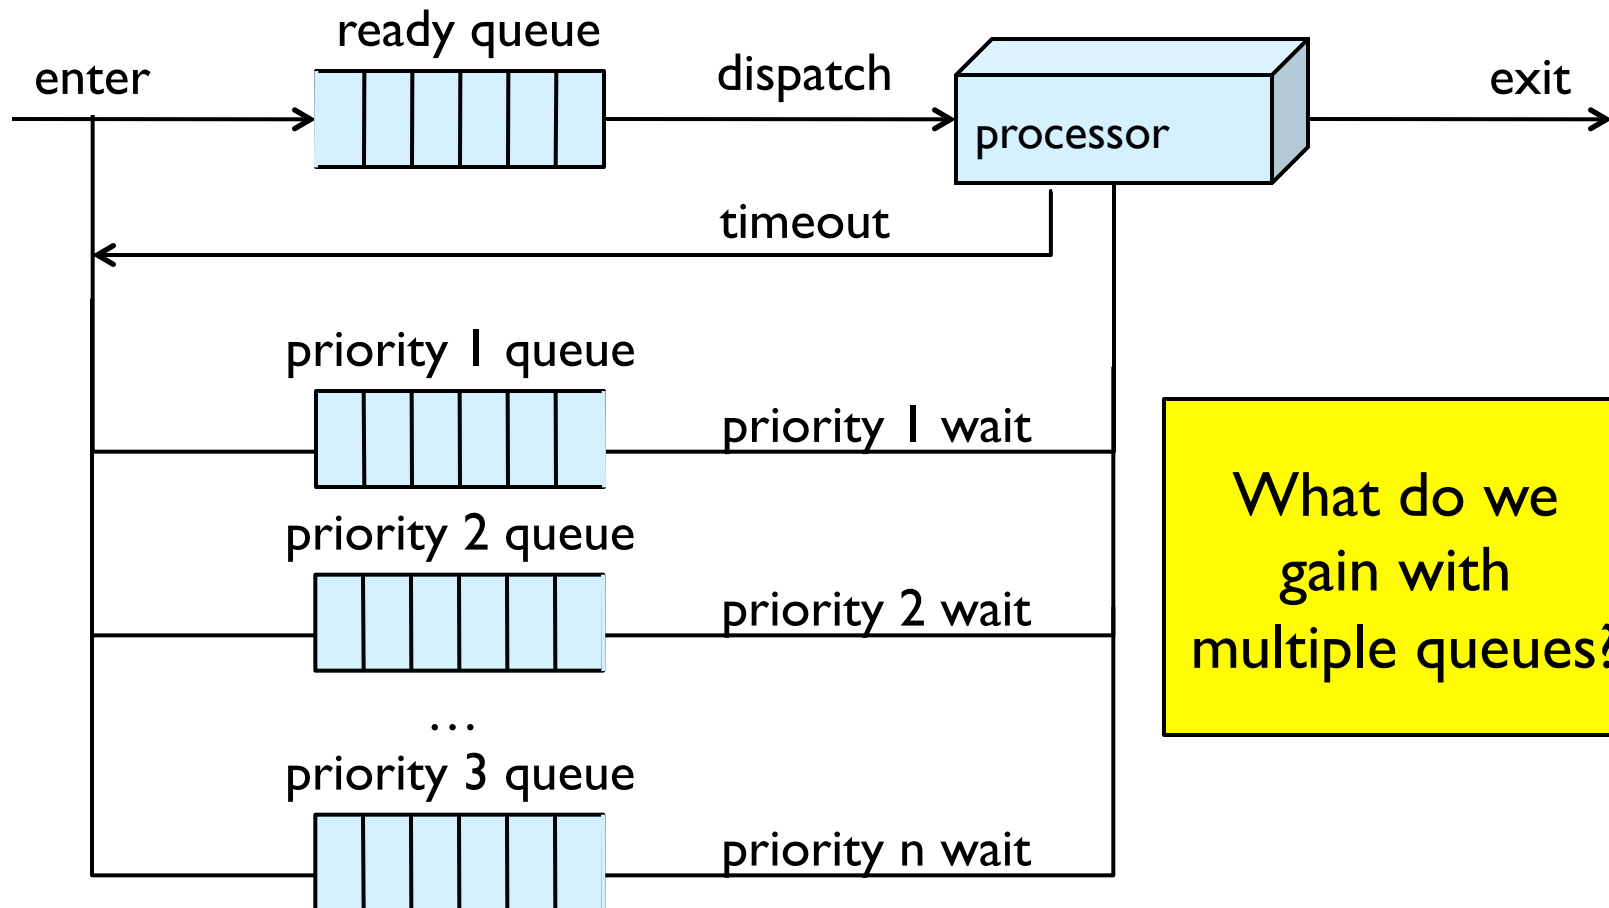 ready queue
enter
dispatch
exit
processor
timeout
priority 1 queue
priority 1 wait
priority 2 queue
priority 2 wait
…
priority 3 queue
priority n wait
What do we
gain with
multiple queues?